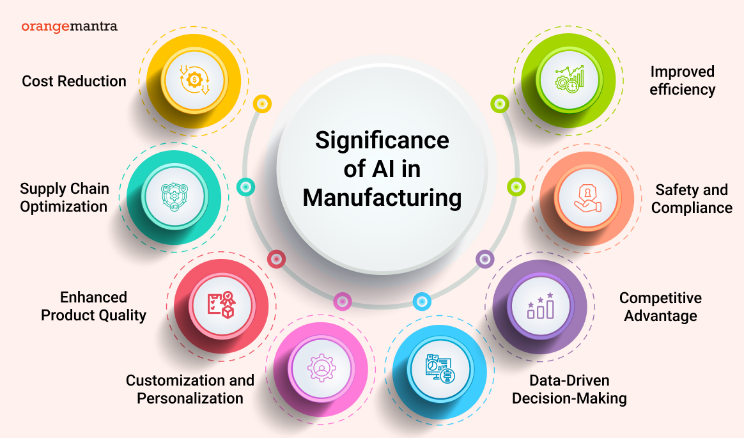 orangemantra
Significance
of AI in
Manufacturing
Cost Reduction
Supply Chain
Optimization
Enhanced
Product Quality
Customization and
Personalization
Data-Driven
Decision-Making
Competitive
Advantage
Safety and
Compliance
Improved
efficiency